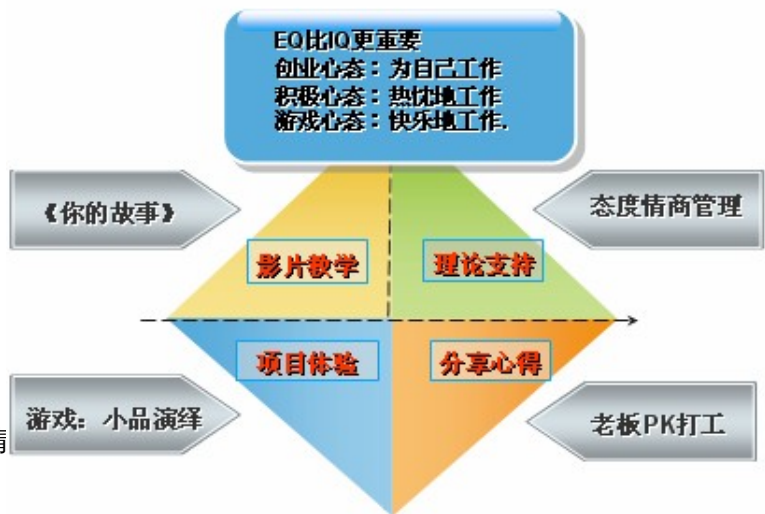 EQ比IQ更重要
创业心态：为自己工作
积极心态：热忱地工作
游戏心态：快乐地工作.
《你的故事》
态度情商管理
影片教学
理论支持
项目体验
分享心得
游戏：小品演绎
老板PK打工